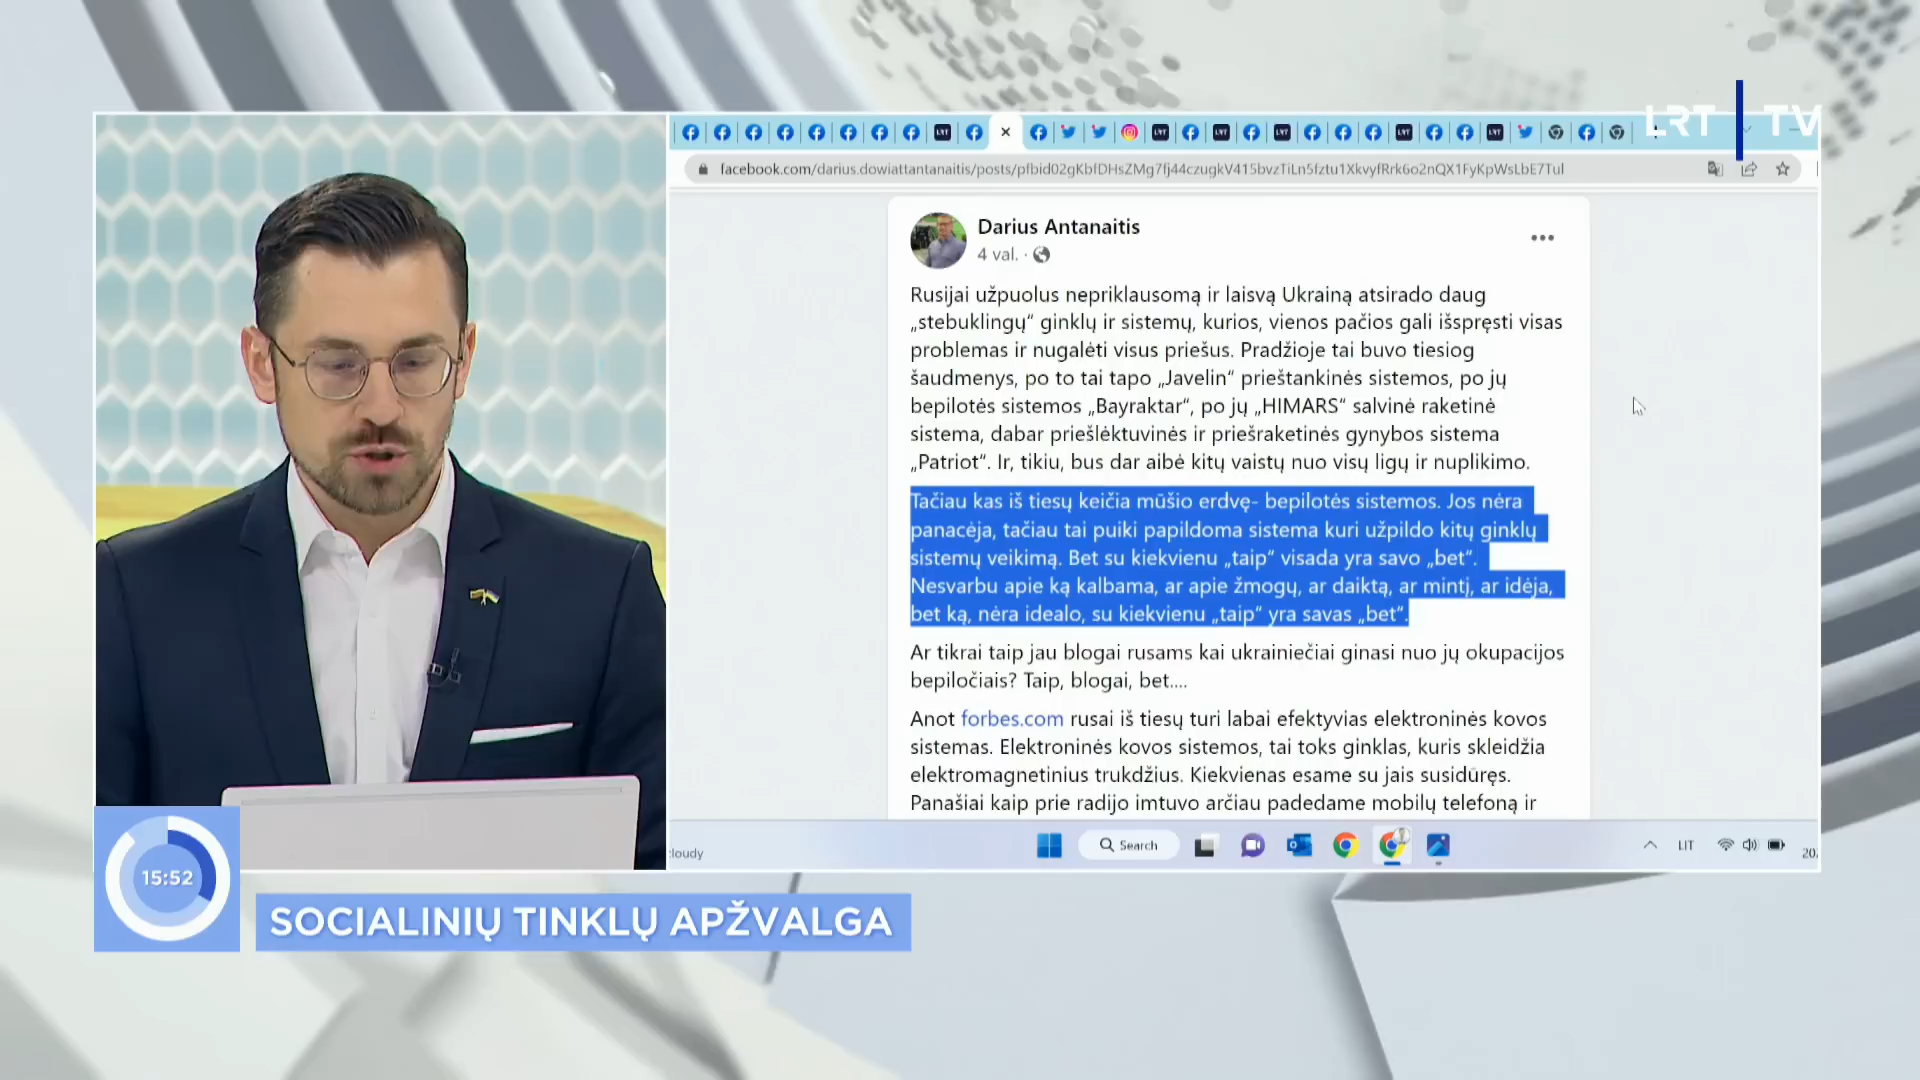 LRT TV
facebook.com/darius.dowiattantanaitis/posts/pfbid02gKbfDHsZMg7fj44czugkV415bvzTiLn5fztu1XkvyfRrk6o2nQX1FyKpWsLbE7Tul
Darius Antanaitis
4 val.
Rusijai užpuolus nepriklausomą ir laisvą Ukrainą atsirado daug
„stebuklingų“ ginklų ir sistemų, kurios, vienos pačios gali išspręsti visas
problemas ir nugalėti visus priešus. Pradžioje tai buvo tiesiog
šaudmenys, po to tai tapo „Javelin“ prieštankinės sistemos, po jų
bepilotės sistemos „Bayraktar“, po jų „HIMARS“ salvinė raketinė
sistema, dabar priešlėktuvinės ir priešraketinės gynybos sistema
„Patriot“. Ir, tikiu, bus dar aibė kitų vaistų nuo visų ligų ir nuplikimo.
Tačiau kas iš tiesų keičia mūšio erdvę- bepilotės sistemos. Jos nėra
panacėja, tačiau tai puiki papildoma sistema kuri užpildo kitų ginklų
sistemų veikimą. Bet su kiekvienu „taip“ visada yra savo „bet“.
Nesvarbu apie ką kalbama, ar apie žmogų, ar daiktą, ar mintį, ar idėja,
bet ką, nėra idealo, su kiekvienu „taip“ yra savas „bet“.
Ar tikrai taip jau blogai rusams kai ukrainiečiai ginasi nuo jų okupacijos
bepiločiais? Taip, blogai, bet....
Anot forbes.com rusai iš tiesų turi labai efektyvias elektroninės kovos
sistemas. Elektroninės kovos sistemos, tai toks ginklas, kuris skleidžia
elektromagnetinius trukdžius. Kiekvienas esame su jais susidūręs.
Panašiai kaip prie radijo imtuvo arčiau padedame mobilų telefoną ir
cloudy
Search
LIT
15:52
SOCIALINIŲ TINKLŲ APŽVALGA